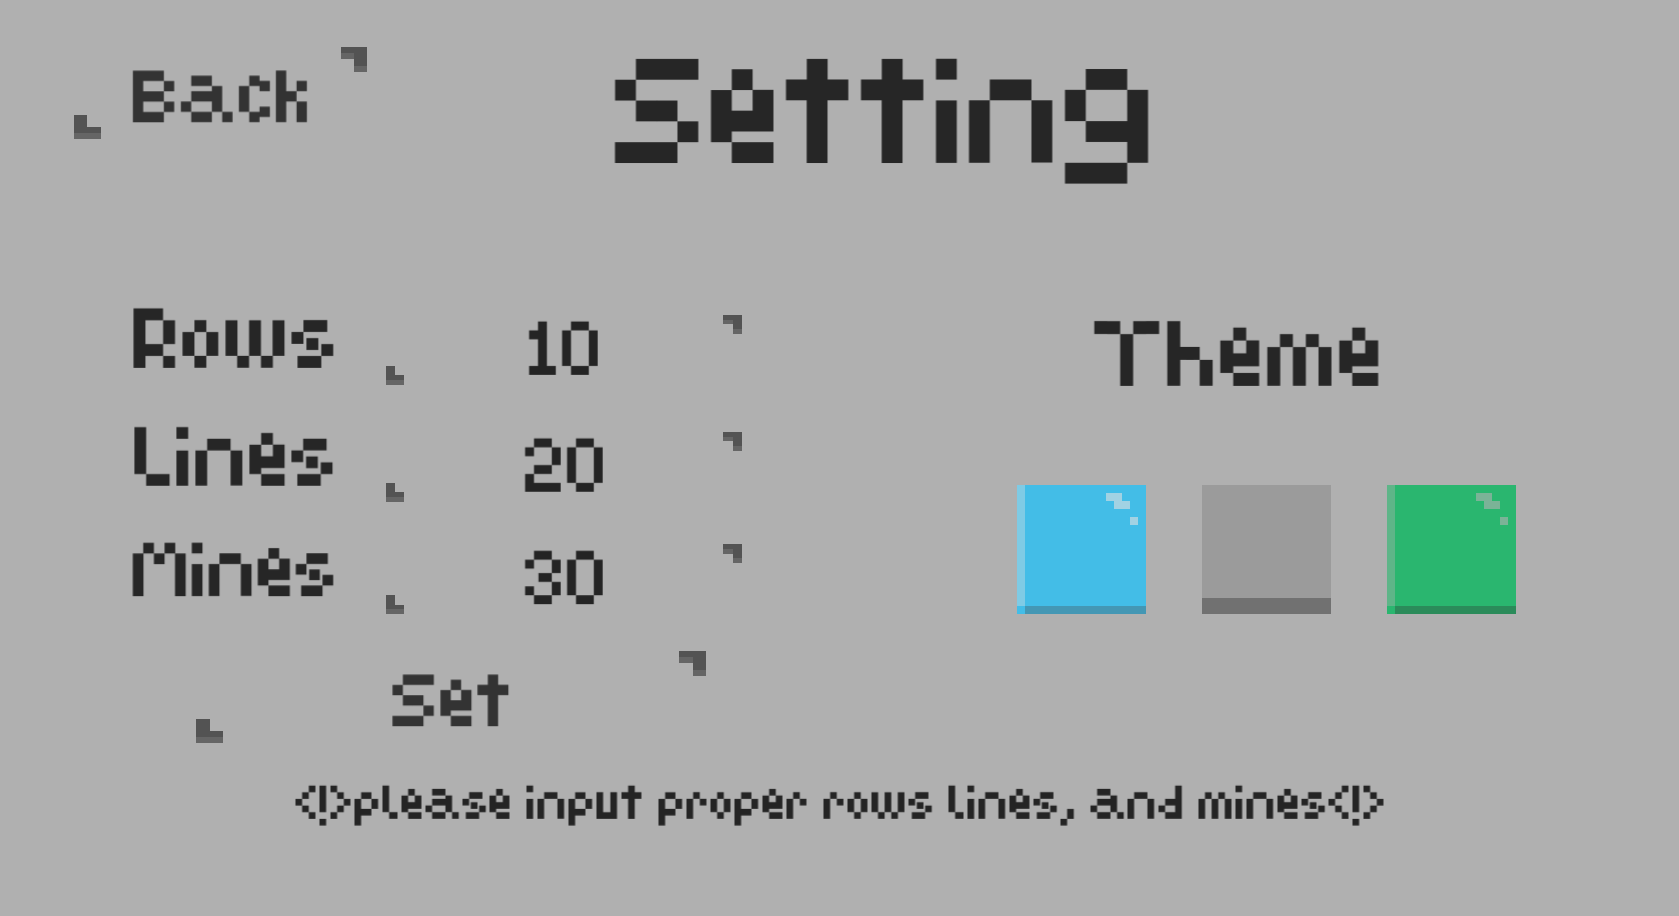 Back
Setting
Rows 10
Lines 20
Mines 30
Theme
Set
<!>please input proper rows lines, and mines<!>